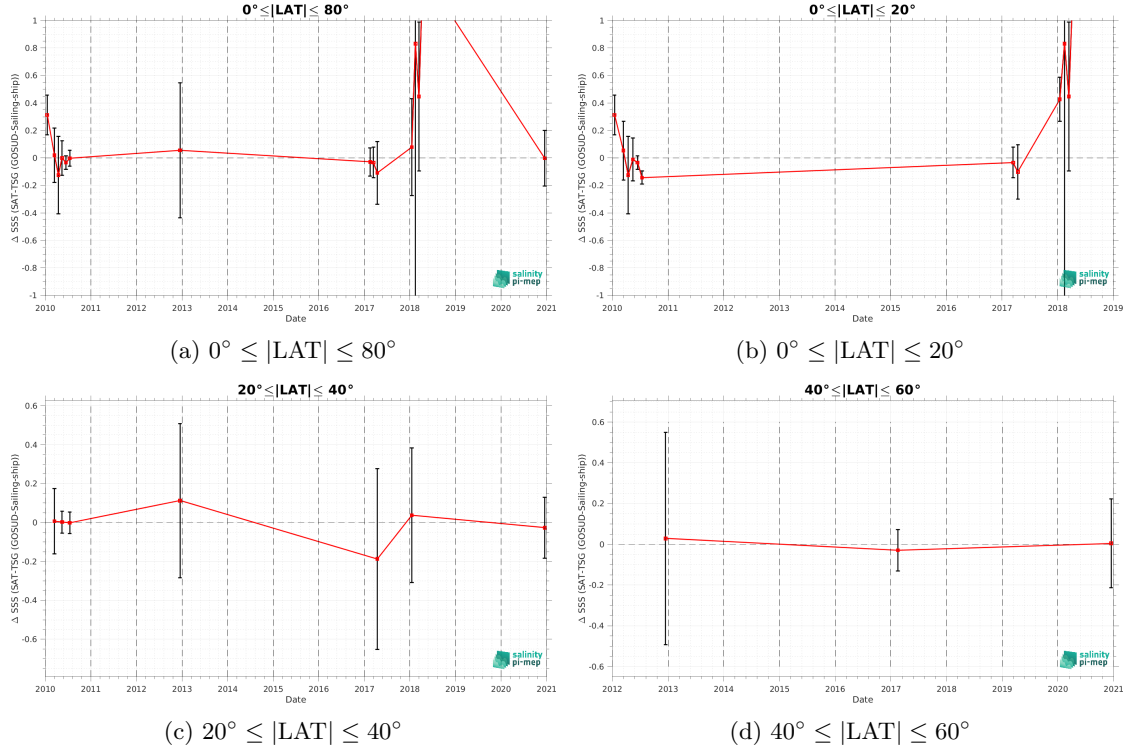 0°≤|LAT|≤ 80°
Δ SSS (SAT-TSG (GOSUD-Sailing-ship))
1
0.8
0.6
0.4
0.2
0
-0.2
-0.4
-0.6
-0.8
-1
2010 2011 2012 2013 2014 2015 2016 2017 2018 2019 2020 2021
Date
salinity
pi-mep
(a) 0° ≤ |LAT| ≤ 80°
0°≤|LAT|≤ 20°
Δ SSS (SAT-TSG (GOSUD-Sailing-ship))
1
0.8
0.6
0.4
0.2
0
-0.2
-0.4
-0.6
-0.8
-1
2010 2011 2012 2013 2014 2015 2016 2017 2018 2019
Date
salinity
pi-mep
(b) 0° ≤ |LAT| ≤ 20°
20°≤|LAT|≤ 40°
Δ SSS (SAT-TSG (GOSUD-Sailing-ship))
0.6
0.4
0.2
0
-0.2
-0.4
-0.6
2010 2011 2012 2013 2014 2015 2016 2017 2018 2019 2020 2021
Date
salinity
pi-mep
(c) 20° ≤ |LAT| ≤ 40°
40°≤|LAT|≤ 60°
Δ SSS (SAT-TSG (GOSUD-Sailing-ship))
0.6
0.4
0.2
0
-0.2
-0.4
-0.6
2012 2013 2014 2015 2016 2017 2018 2019 2020 2021
Date
salinity
pi-mep
(d) 40° ≤ |LAT| ≤ 60°